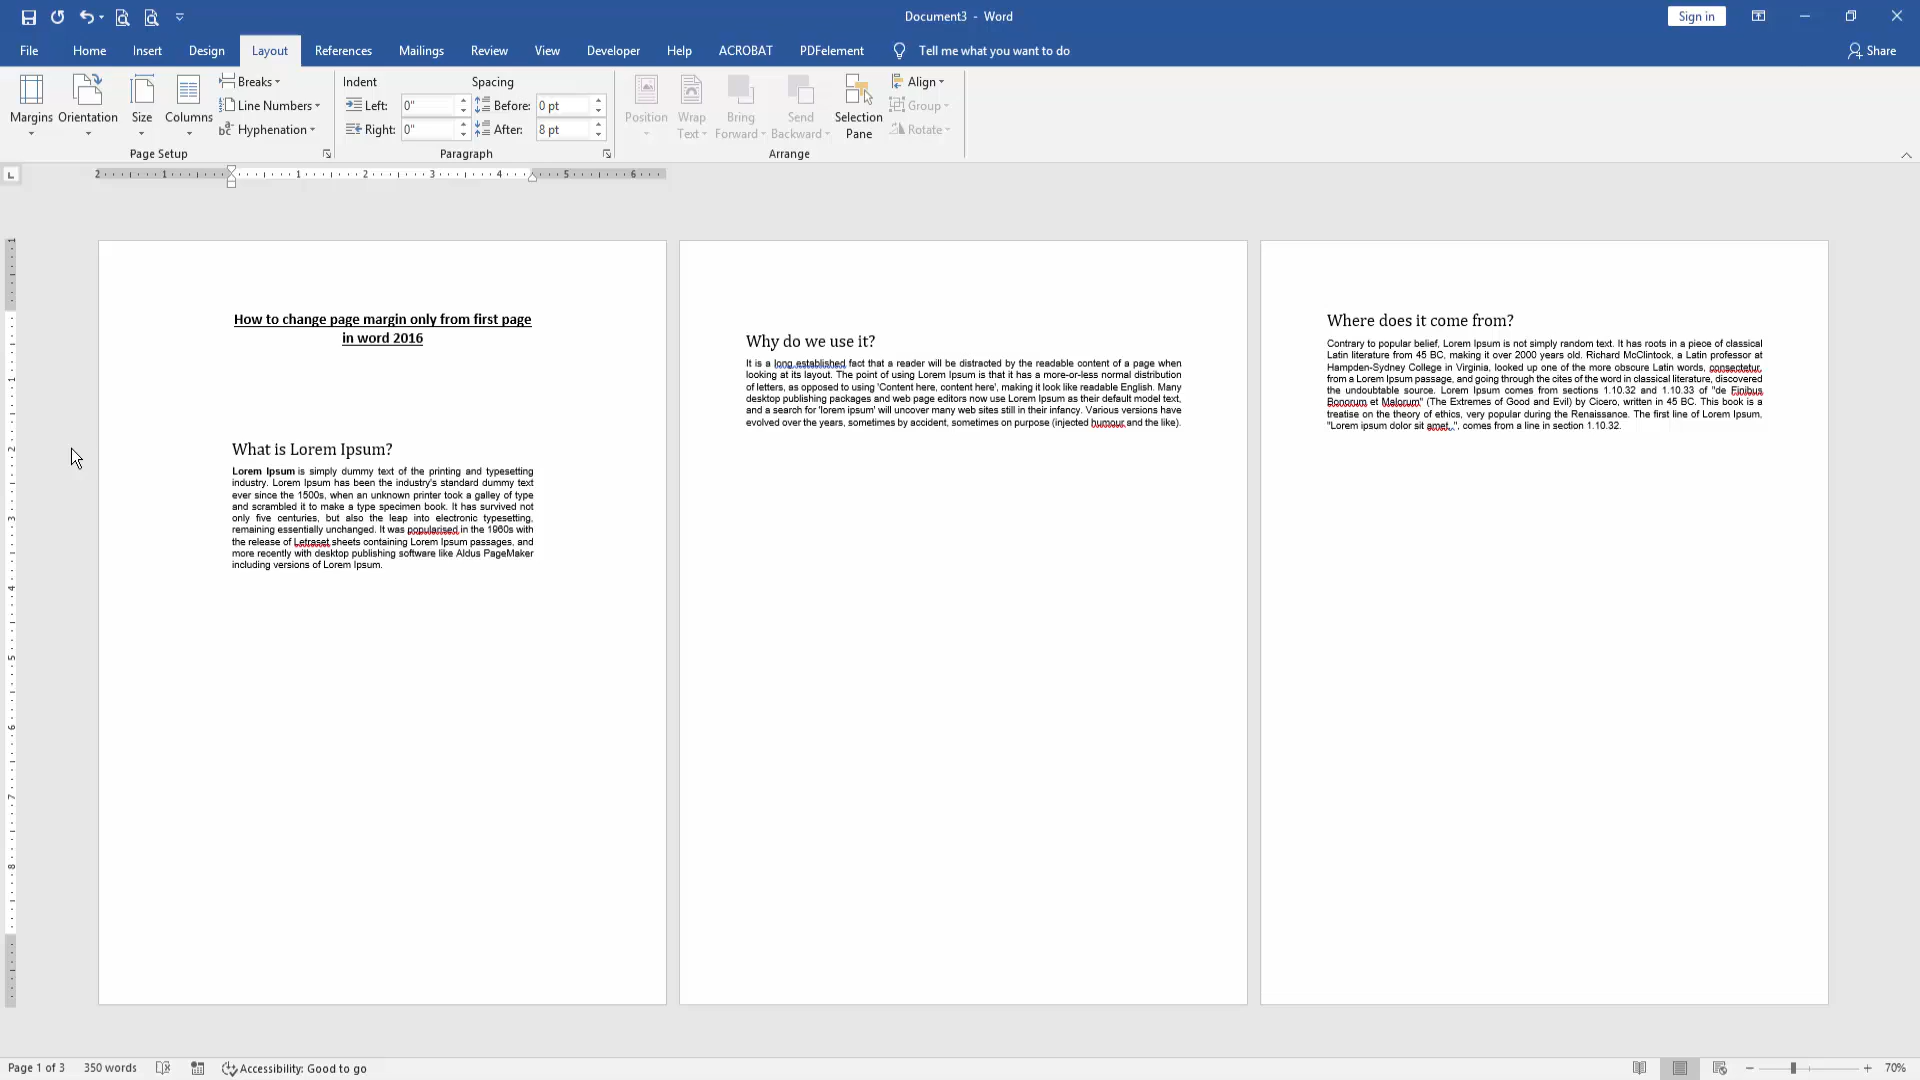 Document3 - Word
Sign in
File Home Insert Design Layout References Mailings Review View Developer Help ACROBAT PDFelement Tell me what you want to do Share
Margins Orientation Size Columns
Breaks
Line Numbers
Hyphenation
Page Setup
Indent
Left: 0"
Right: 0"
Spacing
Before: 0 pt
After: 8 pt
Paragraph
Position
Wrap Text
Bring Forward
Send Backward
Selection Pane
Align
Group
Rotate
Arrange
2 1 1 2 3 4 5 6
1
1
2
3
4
5
6
7
8
How to change page margin only from first page
in word 2016
What is Lorem Ipsum?
Lorem Ipsum is simply dummy text of the printing and typesetting
industry. Lorem Ipsum has been the industry's standard dummy text
ever since the 1500s, when an unknown printer took a galley of type
and scrambled it to make a type specimen book. It has survived not
only five centuries, but also the leap into electronic typesetting,
remaining essentially unchanged. It was popularised in the 1960s with
the release of Letraset sheets containing Lorem Ipsum passages, and
more recently with desktop publishing software like Aldus PageMaker
including versions of Lorem Ipsum.
Why do we use it?
It is a long established fact that a reader will be distracted by the readable content of a page when
looking at its layout. The point of using Lorem Ipsum is that it has a more-or-less normal distribution
of letters, as opposed to using 'Content here, content here', making it look like readable English. Many
desktop publishing packages and web page editors now use Lorem Ipsum as their default model text,
and a search for 'lorem ipsum' will uncover many web sites still in their infancy. Various versions have
evolved over the years, sometimes by accident, sometimes on purpose (injected humour and the like).
Where does it come from?
Contrary to popular belief, Lorem Ipsum is not simply random text. It has roots in a piece of classical
Latin literature from 45 BC, making it over 2000 years old. Richard McClintock, a Latin professor at
Hampden-Sydney College in Virginia, looked up one of the more obscure Latin words, consectetur,
from a Lorem Ipsum passage, and going through the cites of the word in classical literature, discovered
the undoubtable source. Lorem Ipsum comes from sections 1.10.32 and 1.10.33 of "de Finibus
Bonorum et Malorum" (The Extremes of Good and Evil) by Cicero, written in 45 BC. This book is a
treatise on the theory of ethics, very popular during the Renaissance. The first line of Lorem Ipsum,
"Lorem ipsum dolor sit amet..", comes from a line in section 1.10.32.
Page 1 of 3 350 words Accessibility: Good to go 70%